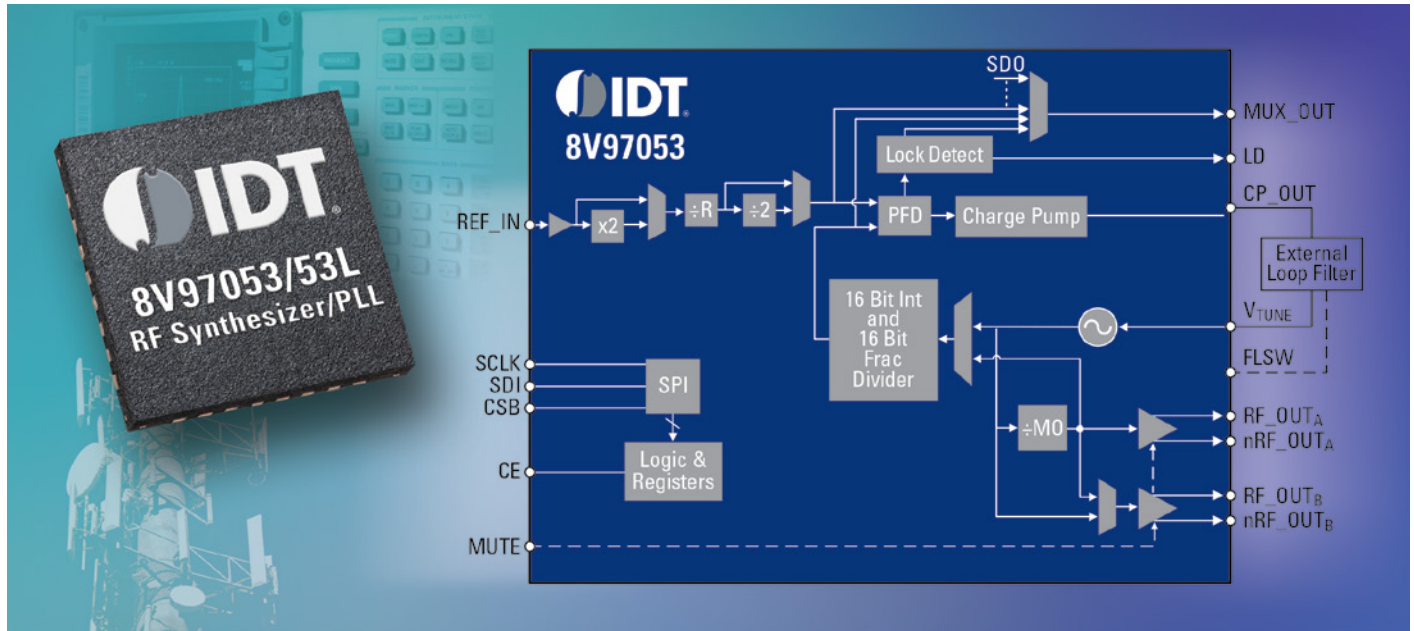 IDT
8V97053/53L
RF Synthesizer/PLL
IDT
8V97053
SDO
MUX_OUT
Lock Detect
LD
CP_OUT
REF_IN
x2
÷R
÷2
PFD
Charge Pump
External
Loop Filter
16 Bit Int
and
16 Bit
Frac
Divider
VTUNE
FLSW
SCLK
SDI
CSB
SPI
÷M0
RF_OUTA
nRF_OUTA
CE
Logic &
Registers
RF_OUTB
nRF_OUTB
MUTE